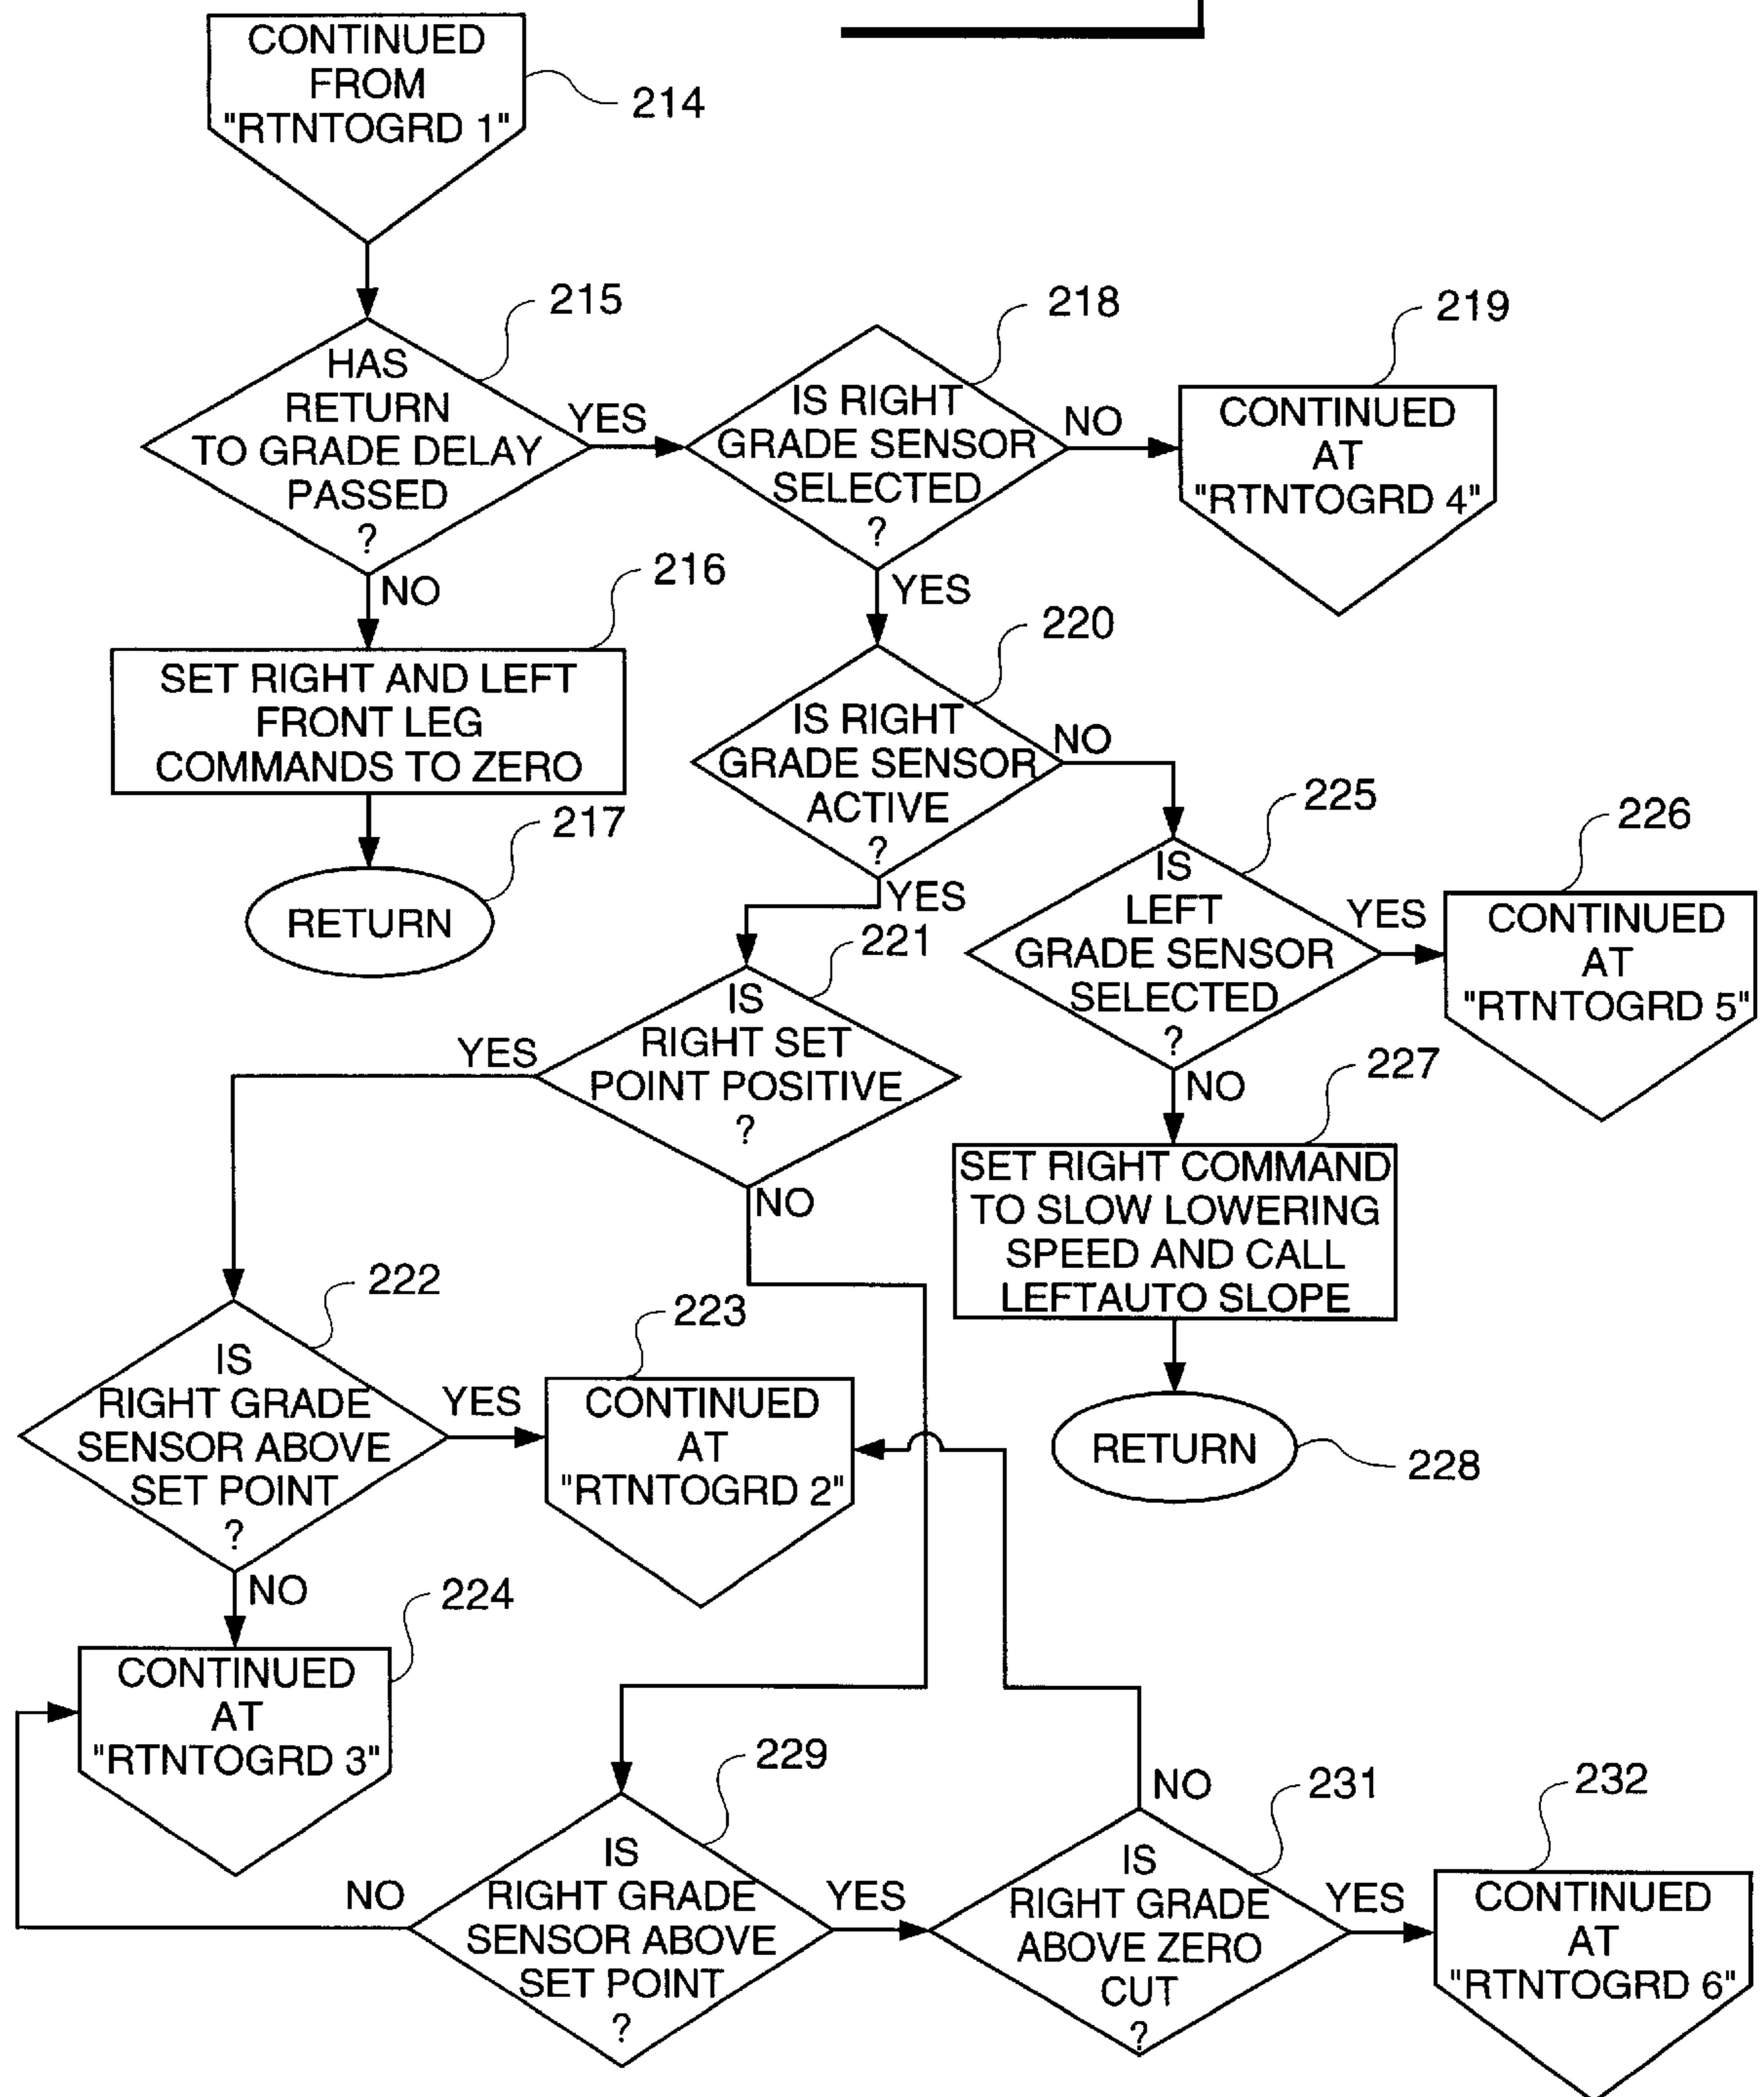 CONTINUED
FROM
"RTNTOGRD 1"
214
215
HAS
RETURN
TO GRADE DELAY
PASSED
?
YES
NO
218
IS RIGHT
GRADE SENSOR
SELECTED
?
NO
YES
219
CONTINUED
AT
"RTNTOGRD 4"
216
SET RIGHT AND LEFT
FRONT LEG
COMMANDS TO ZERO
217
RETURN
220
IS RIGHT
GRADE SENSOR
ACTIVE
?
NO
YES
225
IS
LEFT
GRADE SENSOR
SELECTED
?
YES
NO
226
CONTINUED
AT
"RTNTOGRD 5"
221
IS
RIGHT SET
POINT POSITIVE
?
YES
NO
227
SET RIGHT COMMAND
TO SLOW LOWERING
SPEED AND CALL
LEFTAUTO SLOPE
RETURN
228
222
IS
RIGHT GRADE
SENSOR ABOVE
SET POINT
?
YES
NO
223
CONTINUED
AT
"RTNTOGRD 2"
224
CONTINUED
AT
"RTNTOGRD 3"
229
IS
RIGHT GRADE
SENSOR ABOVE
SET POINT
?
NO
YES
231
IS
RIGHT GRADE
ABOVE ZERO
CUT
?
NO
YES
232
CONTINUED
AT
"RTNTOGRD 6"